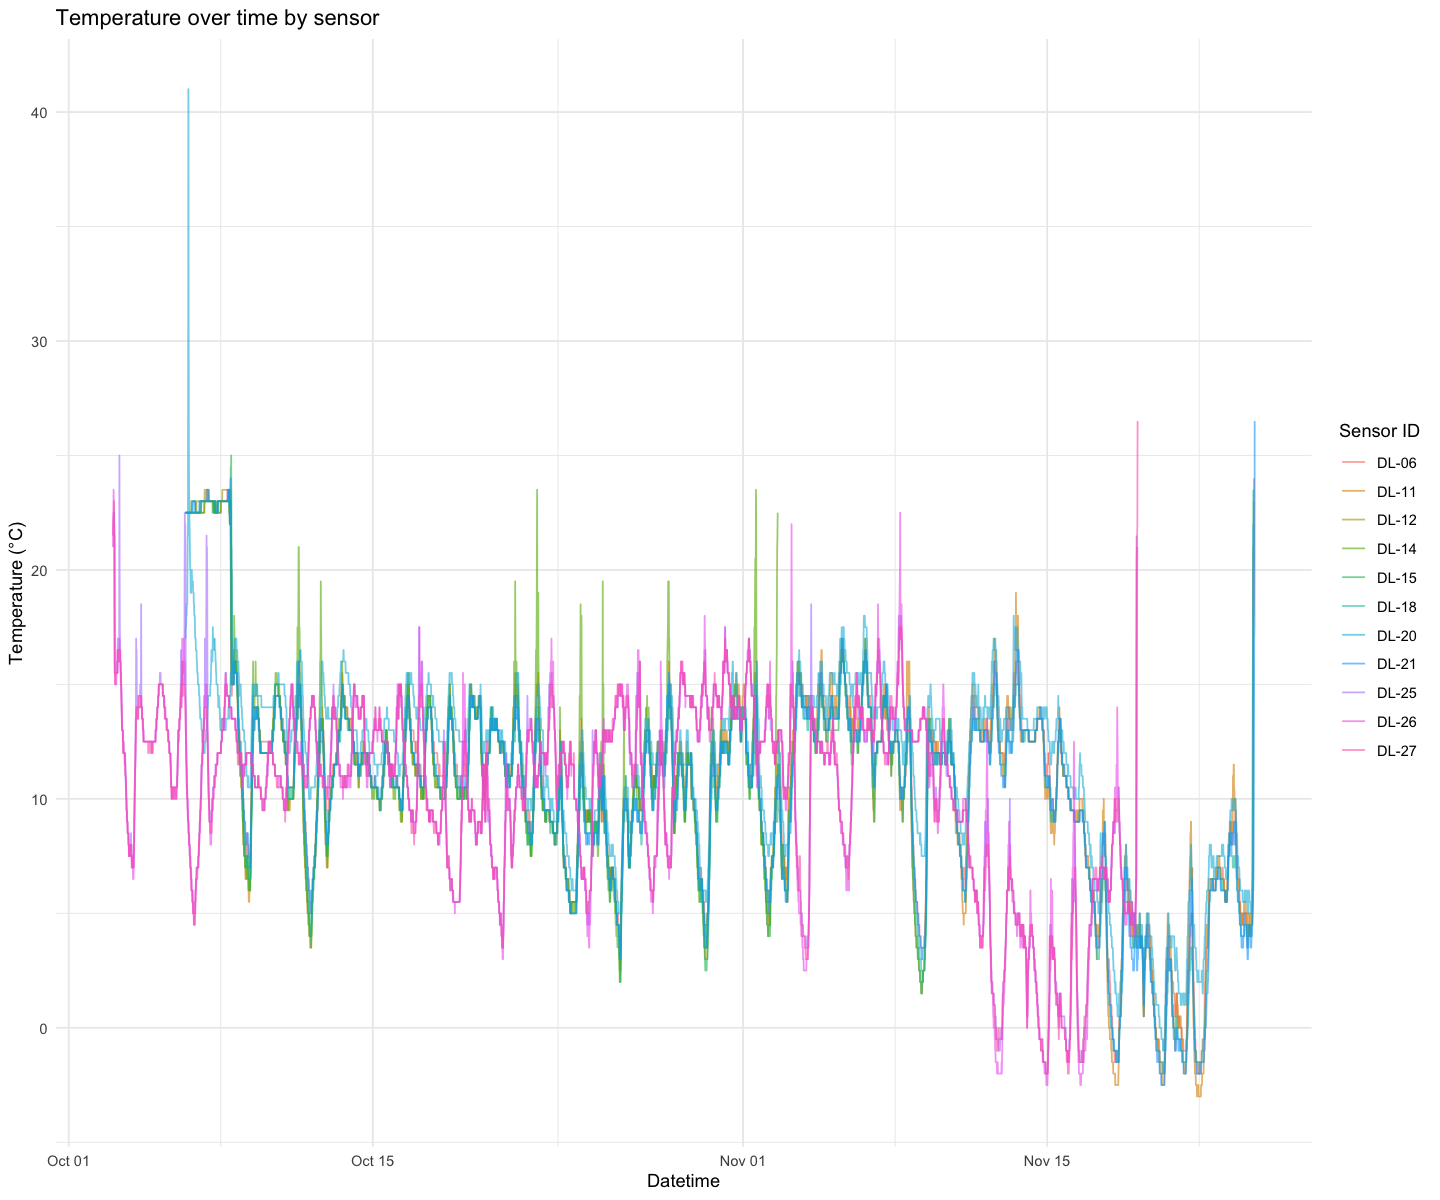 Temperature over time by sensor
40
30
20
10
0
Temperature (°C)
Oct 01
Oct 15
Nov 01
Nov 15
Datetime
Sensor ID
DL-06
DL-11
DL-12
DL-14
DL-15
DL-18
DL-20
DL-21
DL-25
DL-26
DL-27